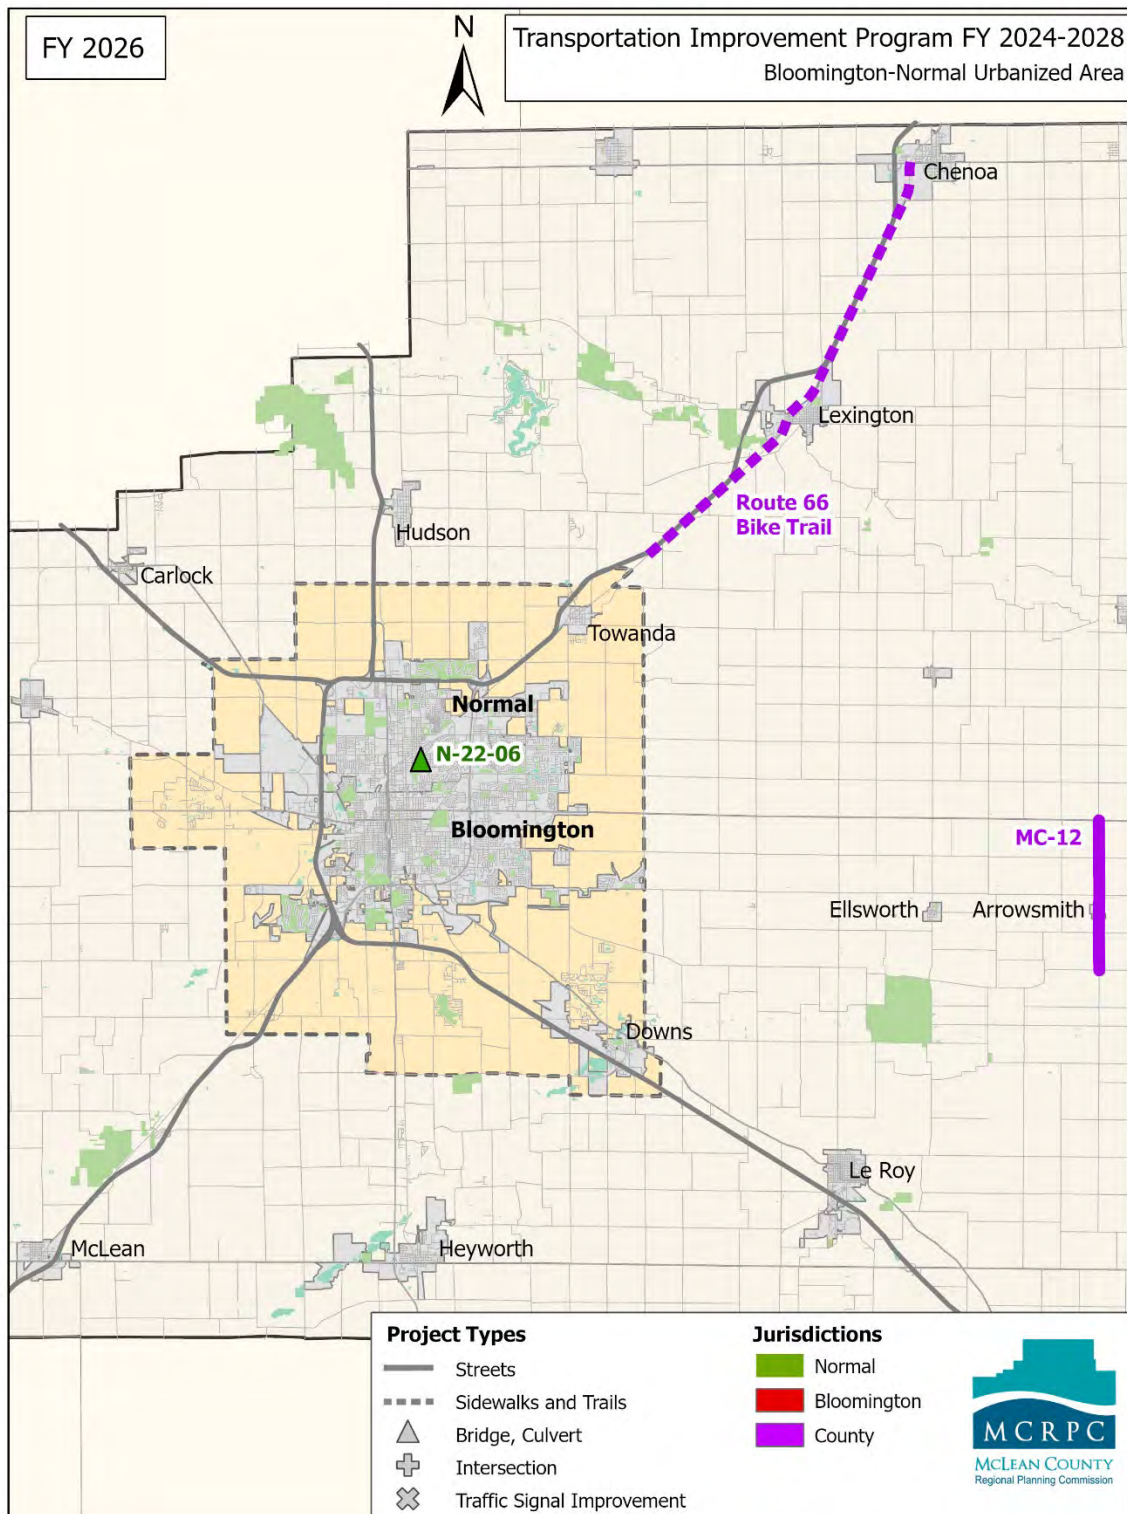 FY 2026
N
Transportation Improvement Program FY 2024-2028
Bloomington-Normal Urbanized Area
Chenoa
Lexington
Route 66
Bike Trail
Hudson
Carlock
Towanda
Normal
N-22-06
Bloomington
MC-12
Ellsworth
Arrowsmith
Downs
Le Roy
McLean
Heyworth
Project Types
Streets
Sidewalks and Trails
Bridge, Culvert
Intersection
Traffic Signal Improvement
Jurisdictions
Normal
Bloomington
County
MCRPC
McLean County
Regional Planning Commission